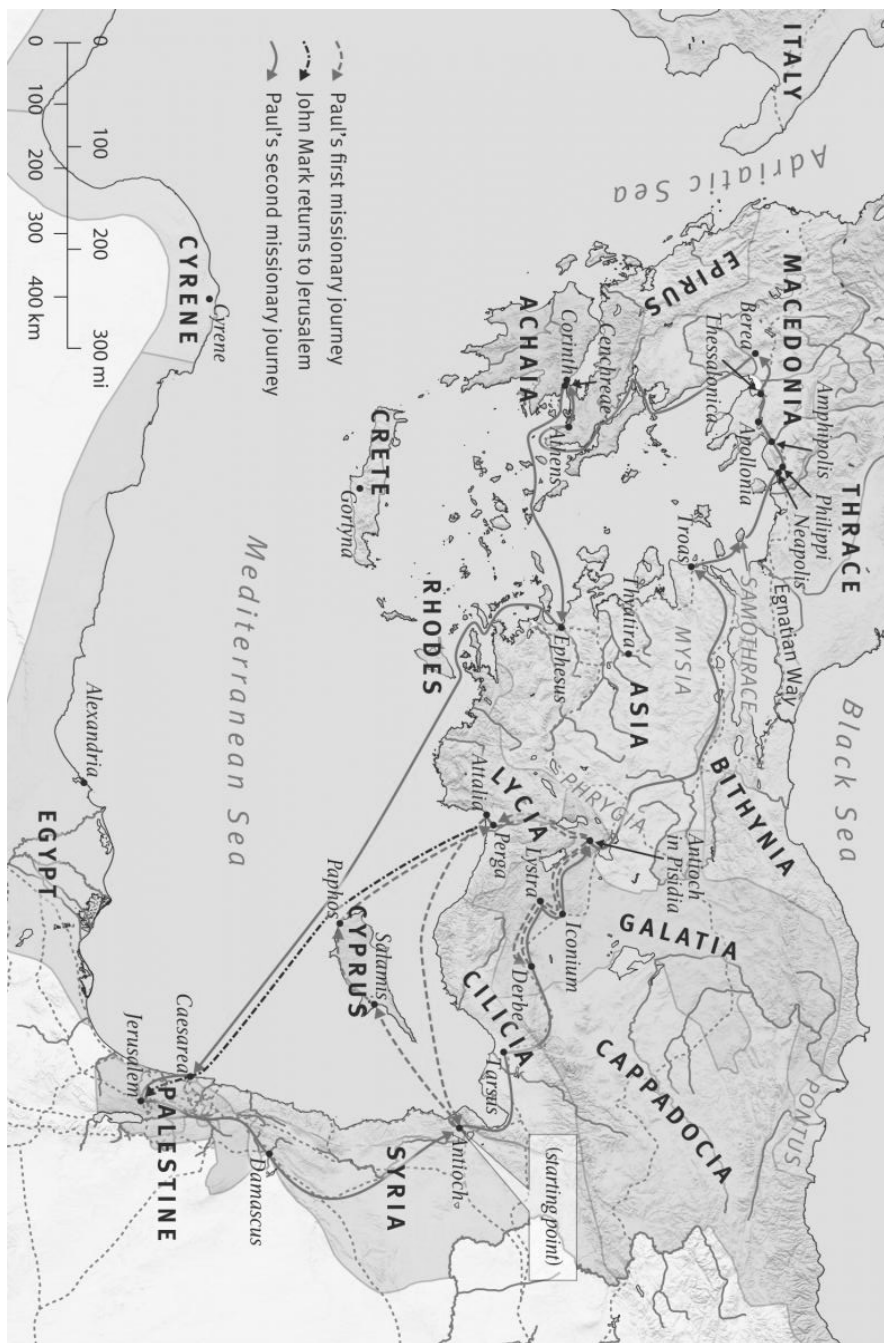 ITALY
Adriatic Sea
EPIRUS
MACEDONIA
THRACE
Black Sea
Berea
Thessalonica
Amphipolis
Philippi
Neapolis
Apollonia
Egnatian Way
SAMOTHRACE
BITHYNIA
PONTUS
Troas
MYSIA
ASIA
Thyatira
PHRYGIA
Antioch
in Pisidia
GALATIA
CAPPADOCIA
ACHAIA
Corinth
Cenchreae
Athens
Ephesus
LYCIA
Attalia
Perga
Lystra
Iconium
Derbe
CILICIA
Tarsus
(starting point)
Antioch
SYRIA
CRETE
Gortyna
RHODES
CYPRUS
Paphos
Salamis
Mediterranean Sea
Damascus
Caesarea
Jerusalem
PALESTINE
CYRENE
Cyrene
Alexandria
EGYPT
Paul's first missionary journey
John Mark returns to Jerusalem
Paul's second missionary journey
0 100 200 300 mi
0 100 200 300 400 km